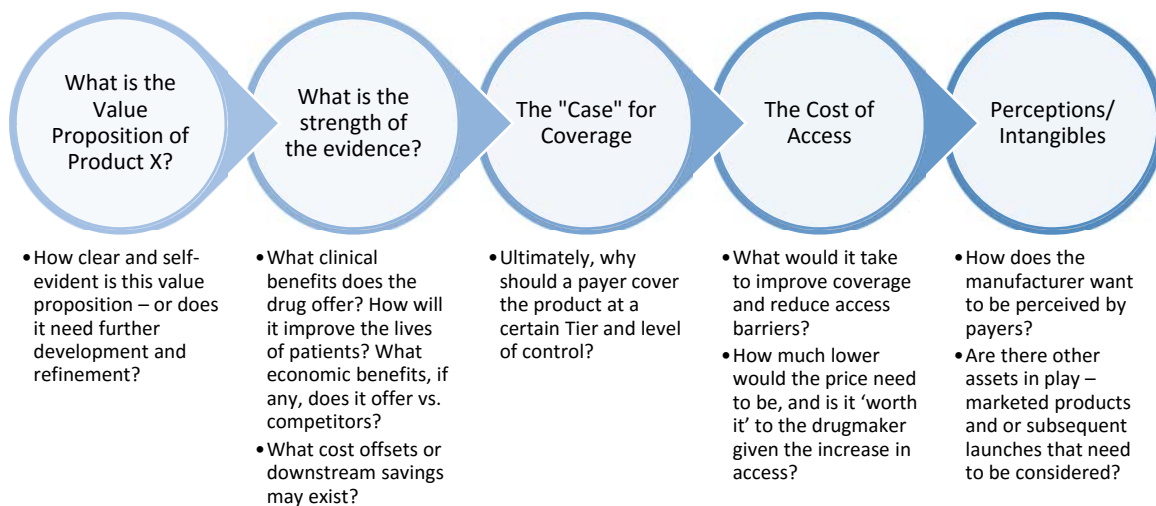 What is the
Value
Proposition of
Product X?
What is the
strength of
the evidence?
The "Case" for
Coverage
The Cost of
Access
Perceptions/
Intangibles
•How clear and self-
evident is this value
proposition – or does
it need further
development and
refinement?
•What clinical
benefits does the
drug offer? How will
it improve the lives
of patients? What
economic benefits, if
any, does it offer vs.
competitors?
•What cost offsets or
downstream savings
may exist?
•Ultimately, why
should a payer cover
the product at a
certain Tier and level
of control?
•What would it take
to improve coverage
and reduce access
barriers?
•How much lower
would the price need
to be, and is it ‘worth
it’ to the drugmaker
given the increase in
access?
•How does the
manufacturer want
to be perceived by
payers?
•Are there other
assets in play –
marketed products
and or subsequent
launches that need
to be considered?